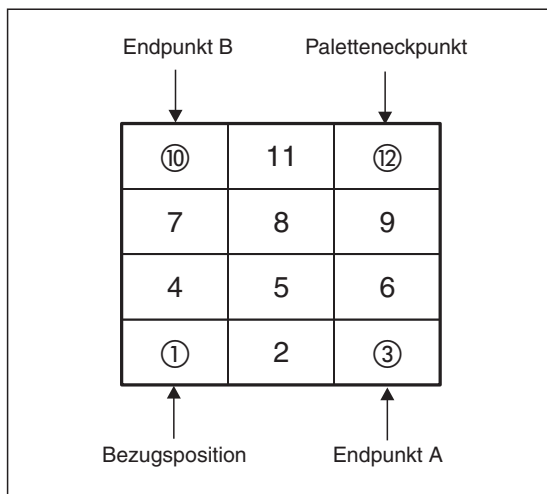 Endpunkt B Paletteneckpunkt
⑩ 11 ⑫
7 8 9
4 5 6
① 2 ③
Bezugsposition Endpunkt A